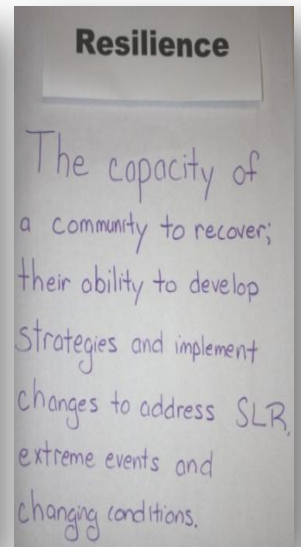 Resilience
The capacity of
a community to recover;
their ability to develop
strategies and implement
changes to address SLR,
extreme events and
changing conditions.